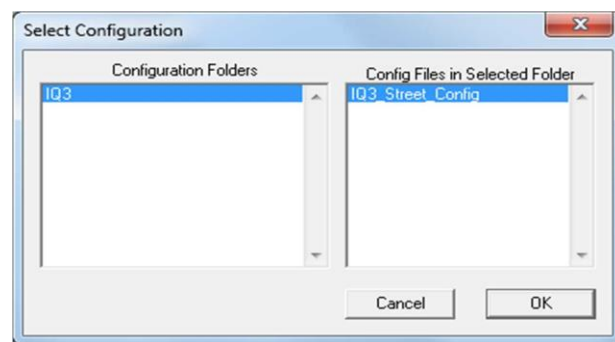 Select Configuration
Configuration Folders
Config Files in Selected Folder
IQ3
IQ3_Street_Config
Cancel
OK